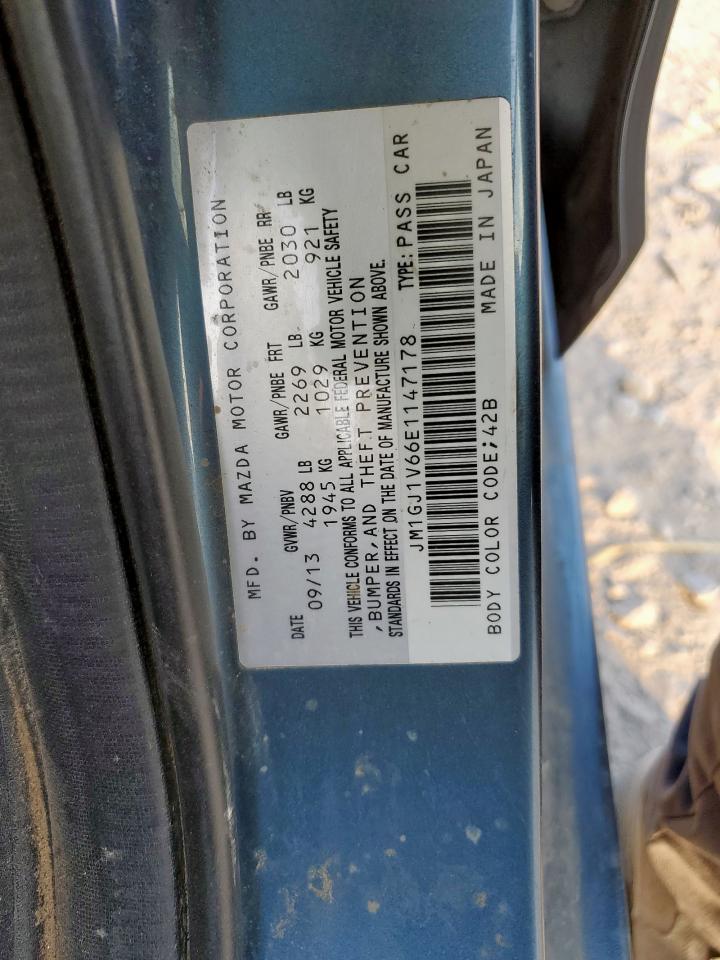 MFD. BY MAZDA MOTOR CORPORATION
DATE GVWR/PNBV GAWR/PNBE FRT GAWR/PNBE RR
09/13 4288 LB 2269 LB 2030 LB
1945 KG 1029 KG 921 KG
THIS VEHICLE CONFORMS TO ALL APPLICABLE FEDERAL MOTOR VEHICLE SAFETY
,BUMPER,AND THEFT PREVENTION
STANDARDS IN EFFECT ON THE DATE OF MANUFACTURE SHOWN ABOVE.
JM1GJ1V66E1147178 TYPE: PASS CAR
BODY COLOR CODE;42B MADE IN JAPAN